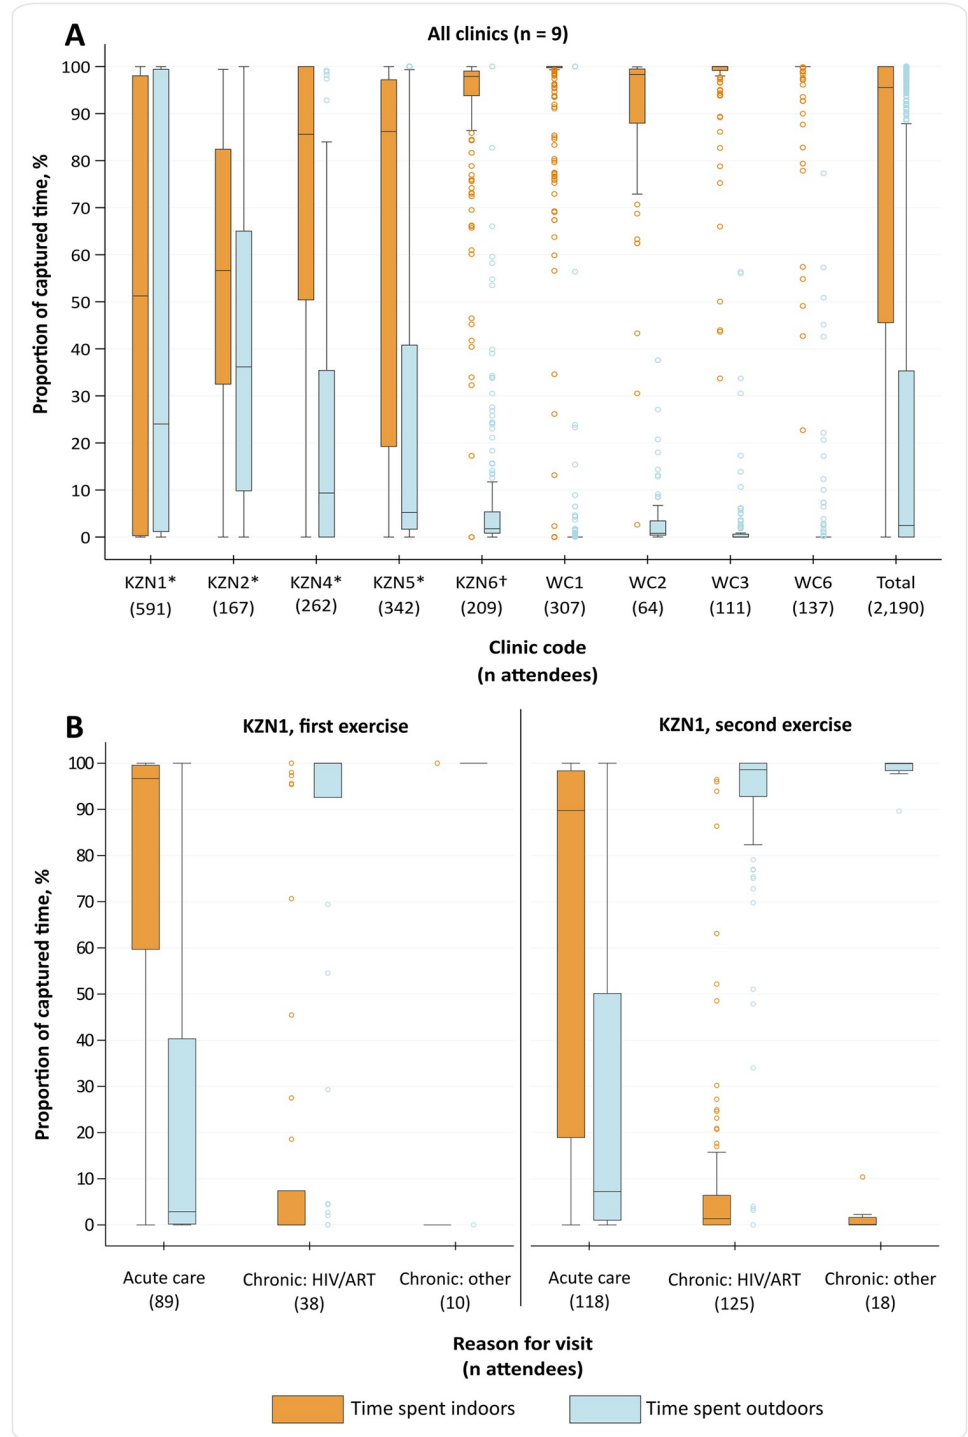 A
All clinics (n = 9)
Proportion of captured time, %
100
90
80
70
60
50
40
30
20
10
0
KZN1* KZN2* KZN4* KZN5* KZN6† WC1 WC2 WC3 WC6 Total
(591) (167) (262) (342) (209) (307) (64) (111) (137) (2,190)
Clinic code
(n attendees)
B
KZN1, first exercise
KZN1, second exercise
Proportion of captured time, %
100
90
80
70
60
50
40
30
20
10
0
Acute care Chronic: HIV/ART Chronic: other Acute care Chronic: HIV/ART Chronic: other
(89) (38) (10) (118) (125) (18)
Reason for visit
(n attendees)
Time spent indoors Time spent outdoors